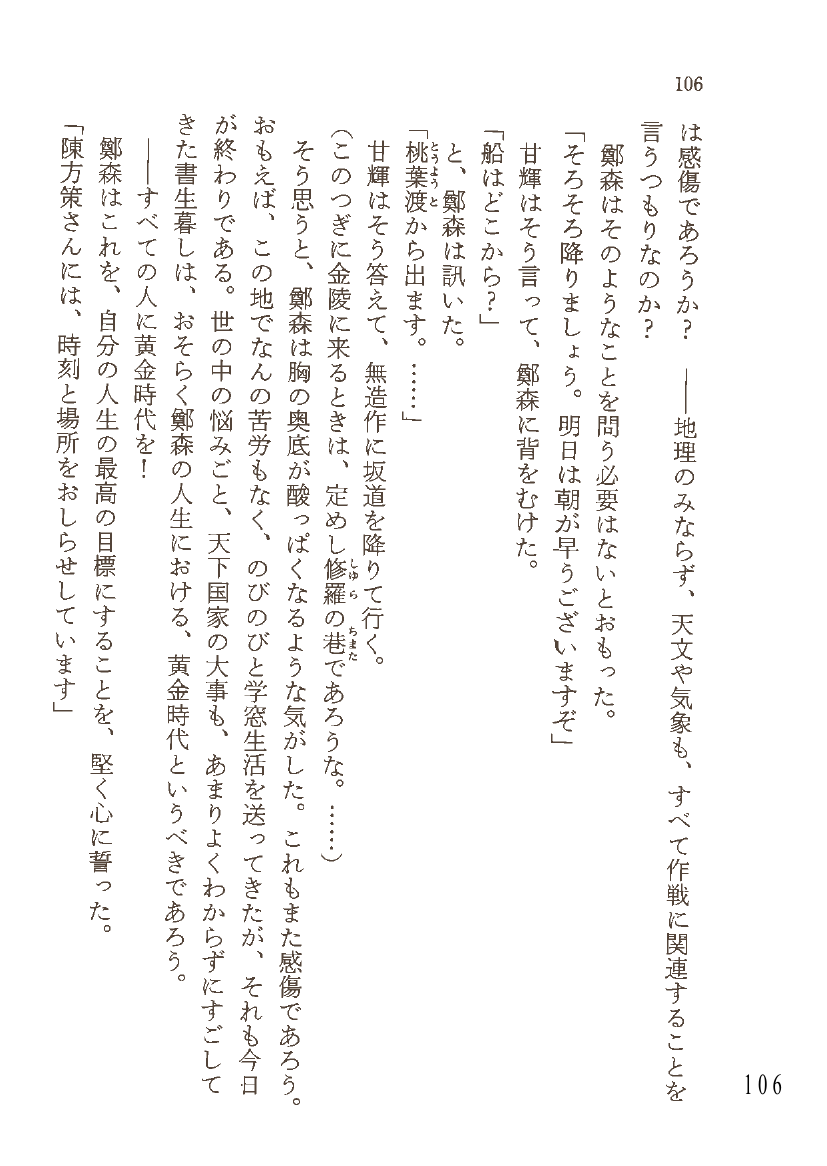 106
は感傷であろうか？　――地理のみならず、天文や気象も、すべて作戦に関連することを
言うつもりなのか？
　鄭森はそのようなことを問う必要はないとおもった。
「そろそろ降りましょう。明日は朝が早うございますぞ」
　甘輝はそう言って、鄭森に背をむけた。
「船はどこから？」
　と、鄭森は訊いた。
「桃葉渡とうようとから出ます。……」
　甘輝はそう答えて、無造作に坂道を降りて行く。
（このつぎに金陵に来るときは、定めし修羅しゆらの巷ちまたであろうな。……）
　そう思うと、鄭森は胸の奥底が酸っぱくなるような気がした。これもまた感傷であろう。
おもえば、この地でなんの苦労もなく、のびのびと学窓生活を送ってきたが、それも今日
が終わりである。世の中の悩みごと、天下国家の大事も、あまりよくわからずにすごして
きた書生暮しは、おそらく鄭森の人生における、黄金時代というべきであろう。
　――すべての人に黄金時代を！
　鄭森はこれを、自分の人生の最高の目標にすることを、堅く心に誓った。
「陳方策さんには、時刻と場所をおしらせしています」
106